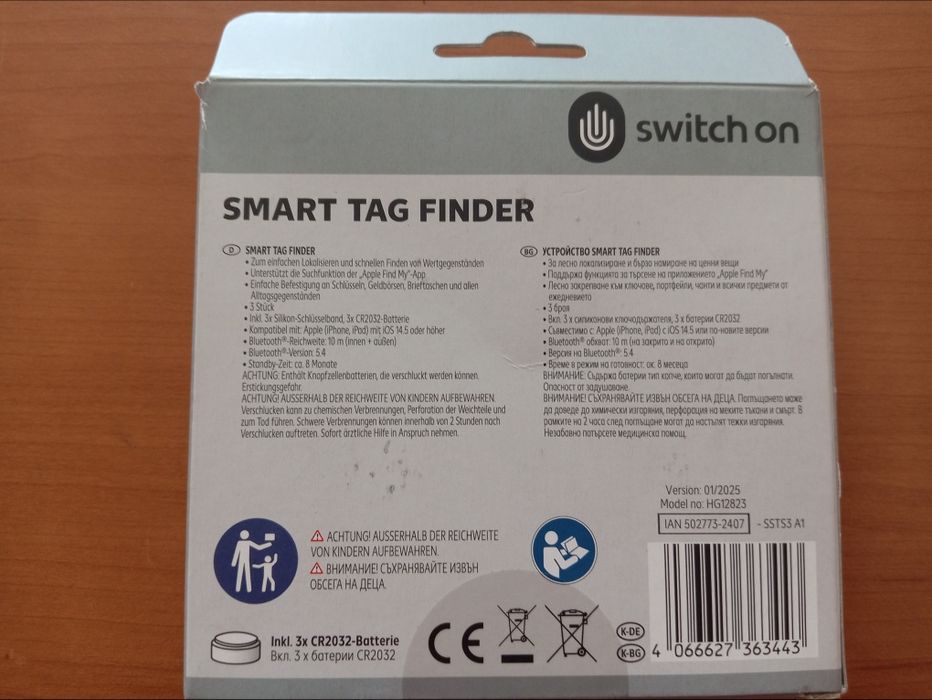 switch on
SMART TAG FINDER
D SMART TAG FINDER
• Zum einfachen Lokalisieren und schnellen Finden von Wertgegenständen
• Unterstützt die Suchfunktion der „Apple Find My“-App
• Einfache Befestigung an Schlüsseln, Geldbörsen, Brieftaschen und allen
Alltagsgegenständen
• 3 Stück
• Inkl. 3x Silikon-Schlüsselband, 3x CR2032-Batterie
• Kompatibel mit: Apple (iPhone, iPad) mit iOS 14.5 oder höher
• Bluetooth®-Reichweite: 10 m (innen + außen)
• Bluetooth®-Version: 5.4
• Standby-Zeit: ca. 8 Monate
ACHTUNG: Enthält Knopfzellenbatterien, die verschluckt werden können.
Erstickungsgefahr.
ACHTUNG! AUSSERHALB DER REICHWEITE VON KINDERN AUFBEWAHREN.
Verschlucken kann zu chemischen Verbrennungen, Perforation der Weichteile und
zum Tod führen. Schwere Verbrennungen können innerhalb von 2 Stunden nach
Verschlucken auftreten. Sofort ärztliche Hilfe in Anspruch nehmen.
BG УСТРОЙСТВО SMART TAG FINDER
• За лесно локализиране и бързо намиране на ценни вещи
• Поддържа функцията за търсене на приложението „Apple Find My“
• Лесно закрепване към ключове, портфейли, чанти и всички предмети от
ежедневието
• 3 броя
• Вкл. 3 x силиконови ключодържателя, 3 x батерии CR2032
• Съвместимо с: Apple (iPhone, iPad) с iOS 14.5 или по-новите версии
• Bluetooth® обхват: 10 m (на закрито и на открито)
• Версия на Bluetooth®: 5.4
• Време в режим на готовност: ок. 8 месеца
ВНИМАНИЕ: Съдържа батерии тип копче, които могат да бъдат погълнати.
Опасност от задушаване.
ВНИМАНИЕ! СЪХРАНЯВАЙТЕ ИЗВЪН ОБСЕГА НА ДЕЦА. Поглъщането може
да доведе до химически изгаряния, перфорация на меките тъкани и смърт. В
рамките на 2 часа след поглъщане могат да настъпят тежки изгаряния.
Незабавно потърсете медицинска помощ.
Version: 01/2025
Model no: HG12823
IAN 502773-2407 - SSTS3 A1
ACHTUNG! AUSSERHALB DER REICHWEITE
VON KINDERN AUFBEWAHREN.
ВНИМАНИЕ! СЪХРАНЯВАЙТЕ ИЗВЪН
ОБСЕГА НА ДЕЦА.
Inkl. 3x CR2032-Batterie
Вкл. 3 x батерии CR2032
CE
K-DE
K-BG
4 066627 363443